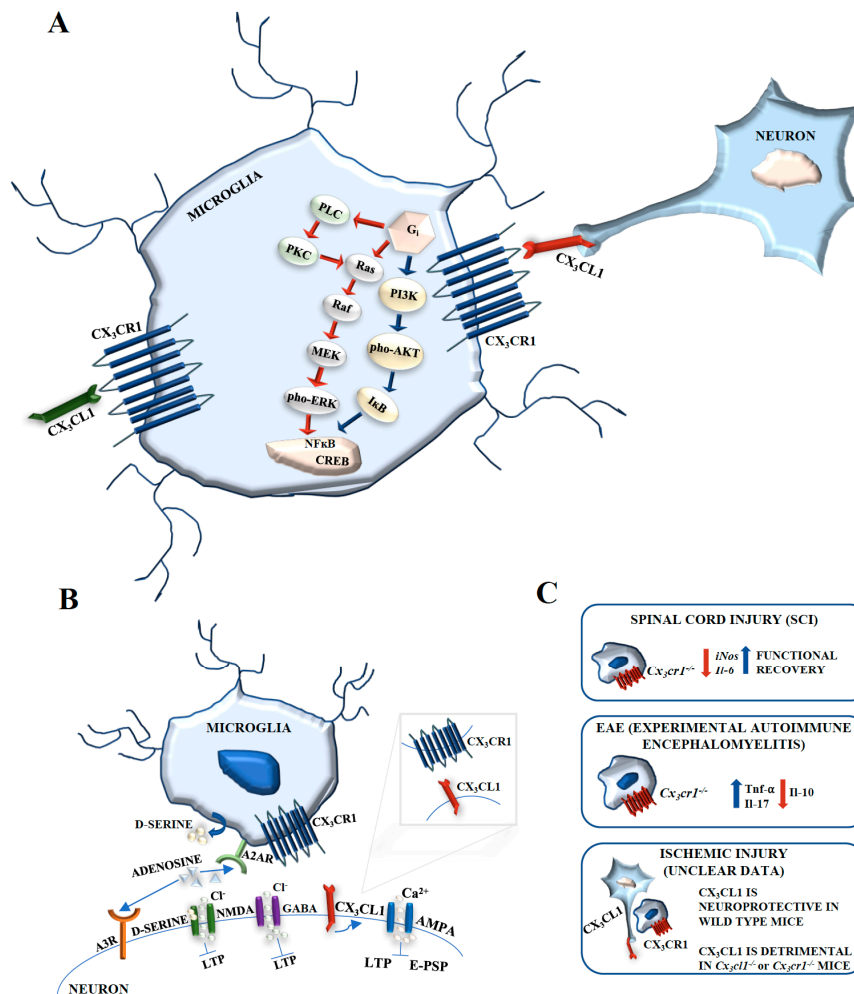 A
MICROGLIA
NEURON
PLC
Gᵢ
PKC
Ras
CX₃CL1
PI3K
Raf
CX₃CR1
CX₃CR1
MEK
pho-AKT
CX₃CL1
pho-ERK
IκB
NFκB
CREB
B
MICROGLIA
CX₃CR1
CX₃CL1
D-SERINE
CX₃CR1
A2AR
ADENOSINE
Cl⁻
Cl⁻
Ca²⁺
A3R
D-SERINE
NMDA
GABA
CX₃CL1
AMPA
LTP
LTP
LTP
E-PSP
NEURON
C
SPINAL CORD INJURY (SCI)
Cx₃cr1⁻/⁻
iNos
Il-6
FUNCTIONAL
RECOVERY
EAE (EXPERIMENTAL AUTOIMMUNE
ENCEPHALOMYELITIS)
Cx₃cr1⁻/⁻
Tnf-α
Il-17
Il-10
ISCHEMIC INJURY
(UNCLEAR DATA)
CX₃CL1
CX₃CR1
CX₃CL1 IS
NEUROPROTECTIVE IN
WILD TYPE MICE
CX₃CL1 IS DETRIMENTAL
IN Cx₃cl1⁻/⁻ or Cx₃cr1⁻/⁻ MICE